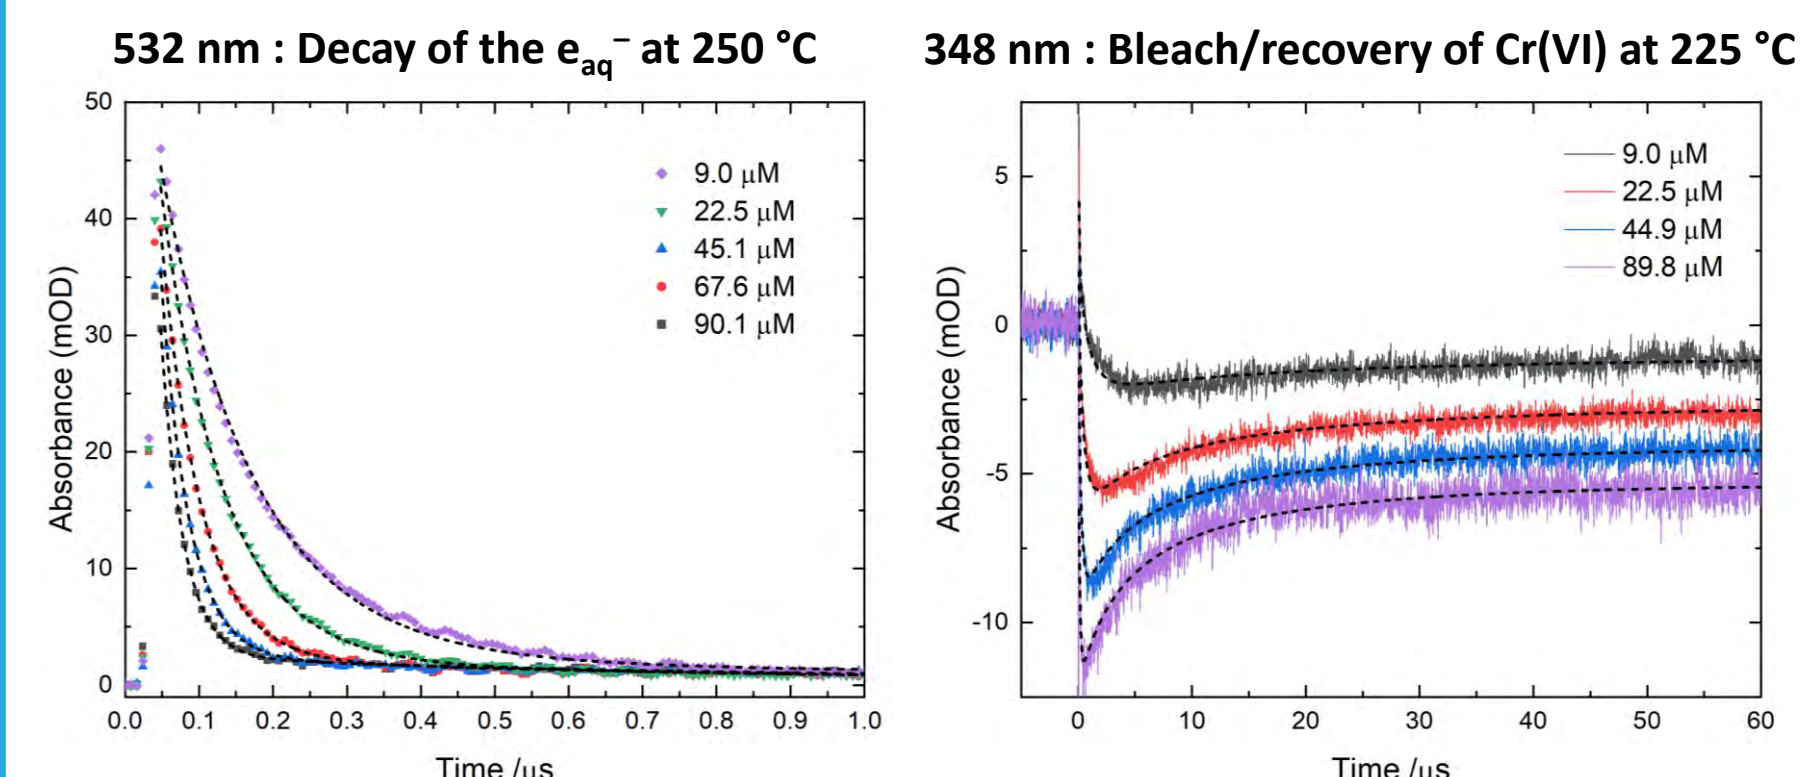 532 nm : Decay of the eaq– at 250 °C
50
40
30
20
10
0
Absorbance (mOD)
9.0 μM
22.5 μM
45.1 μM
67.6 μM
90.1 μM
0.0 0.1 0.2 0.3 0.4 0.5 0.6 0.7 0.8 0.9 1.0
Time /μs
348 nm : Bleach/recovery of Cr(VI) at 225 °C
5
0
-5
-10
Absorbance (mOD)
9.0 μM
22.5 μM
44.9 μM
89.8 μM
0 10 20 30 40 50 60
Time /μs